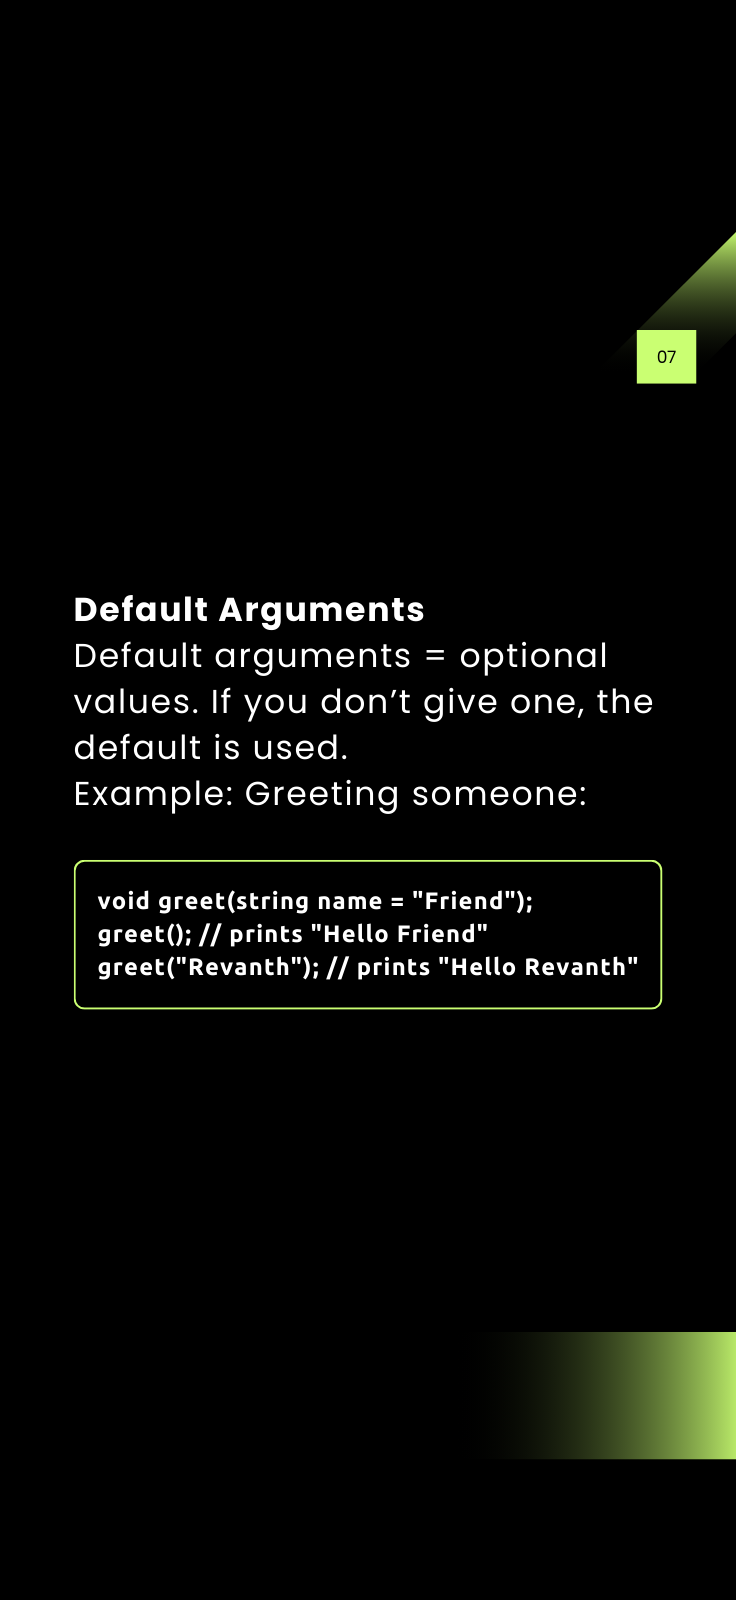 07
Default Arguments
Default arguments = optional
values. If you don’t give one, the
default is used.
Example: Greeting someone:
void greet(string name = "Friend");
greet(); // prints "Hello Friend"
greet("Revanth"); // prints "Hello Revanth"